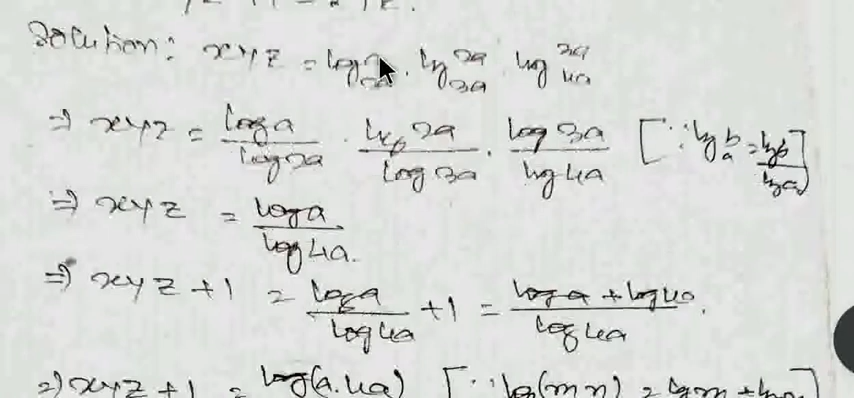 Solution: xyz = log_{2a} . log_{3a}^{2a} log_{4a}^{3a}
⇒ xyz = log a / log 2a . log 2a / log 3a . log 3a / log 4a [∵ log_a^b = log b / log a]
⇒ xyz = log a / log 4a.
⇒ xyz + 1 = log a / log 4a + 1 = log a + log 4a / log 4a.
⇒ xyz + 1 = log(a.4a) [∵ log(mn) = log m + log n]